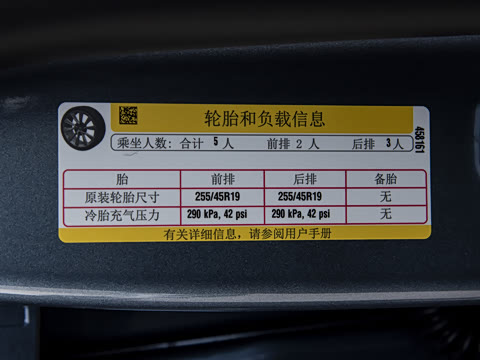 轮胎和负载信息
乘坐人数: 合计 5 人 前排 2 人 后排 3 人
458161
胎 前排 后排 备胎
原装轮胎尺寸 255/45R19 255/45R19 无
冷胎充气压力 290 kPa, 42 psi 290 kPa, 42 psi 无
有关详细信息, 请参阅用户手册